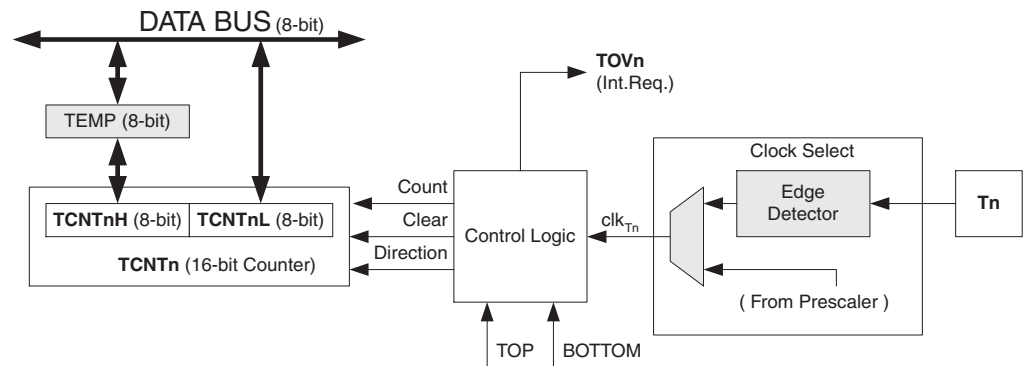 DATA BUS (8-bit)
TOVn
(Int.Req.)
TEMP (8-bit)
Clock Select
Count
Edge
Detector
Tn
TCNTnH (8-bit)
TCNTnL (8-bit)
Clear
Control Logic
clkTn
TCNTn (16-bit Counter)
Direction
( From Prescaler )
TOP
BOTTOM